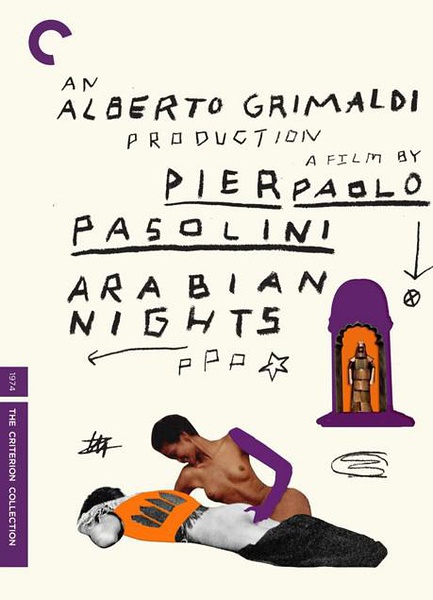 AN
ALBERTO GRIMALDI
PRODUCTION
A FILM BY
PIER PAOLO
PASOLINI
ARABIAN
NIGHTS
PPP
1974
THE CRITERION COLLECTION